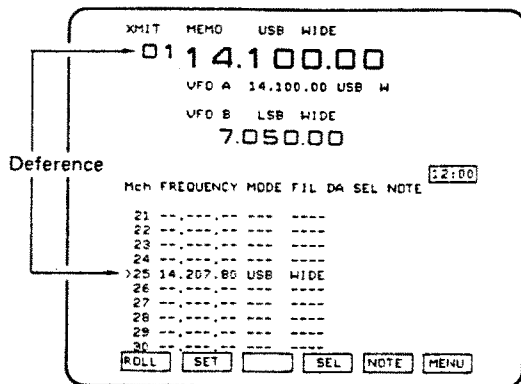 XMIT MEMO USB WIDE
01 14.100.00
VFO A 14.100.00 USB W
VFO B LSB WIDE
7.050.00
Deference
12:00
Mch FREQUENCY MODE FIL DA SEL NOTE
21 --.---.-- --- ----
22 --.---.-- --- ----
23 --.---.-- --- ----
24 --.---.-- --- ----
>25 14.207.80 USB WIDE
26 --.---.-- --- ----
27 --.---.-- --- ----
28 --.---.-- --- ----
29 --.---.-- --- ----
30 --.---.-- --- ----
ROLL SET SEL NOTE MENU